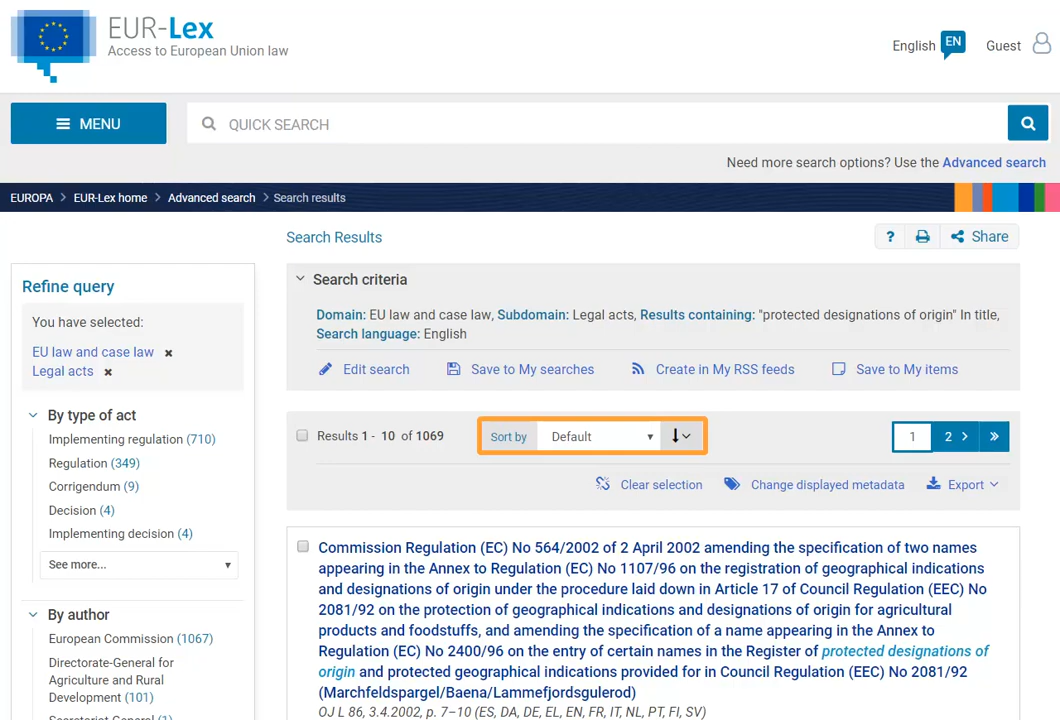 EUR-Lex
Access to European Union law
English EN Guest
MENU
QUICK SEARCH
Need more search options? Use the Advanced search
EUROPA > EUR-Lex home > Advanced search > Search results
Search Results
? Share
Refine query
You have selected:
EU law and case law ×
Legal acts ×
By type of act
Implementing regulation (710)
Regulation (349)
Corrigendum (9)
Decision (4)
Implementing decision (4)
See more...
By author
European Commission (1067)
Directorate-General for
Agriculture and Rural
Development (101)
Secretariat General (1)
Search criteria
Domain: EU law and case law, Subdomain: Legal acts, Results containing: "protected designations of origin" In title,
Search language: English
Edit search Save to My searches Create in My RSS feeds Save to My items
Results 1 - 10 of 1069 Sort by Default 1 2 > »
Clear selection Change displayed metadata Export
Commission Regulation (EC) No 564/2002 of 2 April 2002 amending the specification of two names
appearing in the Annex to Regulation (EC) No 1107/96 on the registration of geographical indications
and designations of origin under the procedure laid down in Article 17 of Council Regulation (EEC) No
2081/92 on the protection of geographical indications and designations of origin for agricultural
products and foodstuffs, and amending the specification of a name appearing in the Annex to
Regulation (EC) No 2400/96 on the entry of certain names in the Register of protected designations of
origin and protected geographical indications provided for in Council Regulation (EEC) No 2081/92
(Marchfeldspargel/Baena/Lammefjordsgulerod)
OJ L 86, 3.4.2002, p. 7–10 (ES, DA, DE, EL, EN, FR, IT, NL, PT, FI, SV)